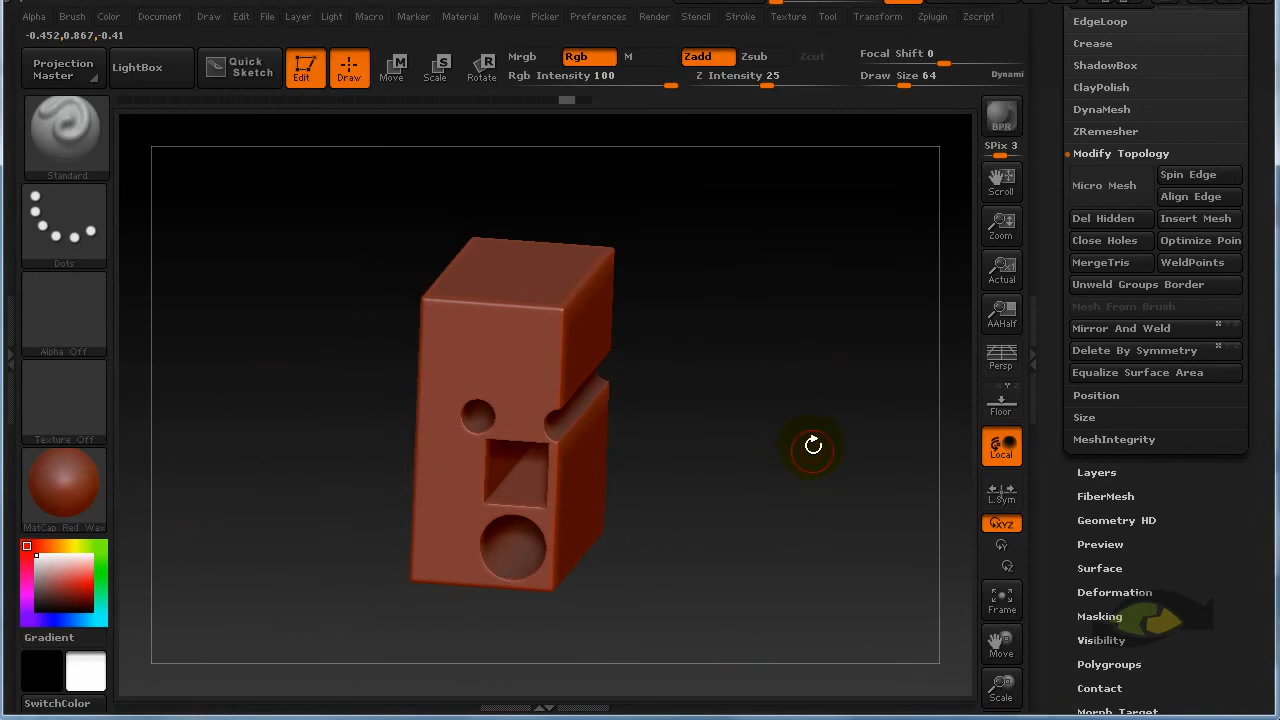 Alpha Brush Color Document Draw Edit File Layer Light Macro Marker Material Movie Picker Preferences Render Stencil Stroke Texture Tool Transform Zplugin Zscript
-0.452,0.867,-0.41
Projection Master
LightBox
Quick Sketch
Edit
Draw
Move
Scale
Rotate
Mrgb Rgb M
Rgb Intensity 100
Zadd Zsub Zcut
Z Intensity 25
Focal Shift 0
Draw Size 64
Dynami
Standard
Dots
Alpha Off
Texture Off
MatCap Red Wax
Gradient
SwitchColor
BPR
SPix 3
Scroll
Zoom
Actual
AAHalf
Persp
Floor
Local
L.Sym
XYZ
Y
Z
Frame
Move
Scale
EdgeLoop
Crease
ShadowBox
ClayPolish
DynaMesh
ZRemesher
Modify Topology
Micro Mesh
Spin Edge
Align Edge
Del Hidden Insert Mesh
Close Holes Optimize Poin
MergeTris WeldPoints
Unweld Groups Border
Mesh From Brush
Mirror And Weld
Delete By Symmetry
Equalize Surface Area
Position
Size
MeshIntegrity
Layers
FiberMesh
Geometry HD
Preview
Surface
Deformation
Masking
Visibility
Polygroups
Contact
Morph Target